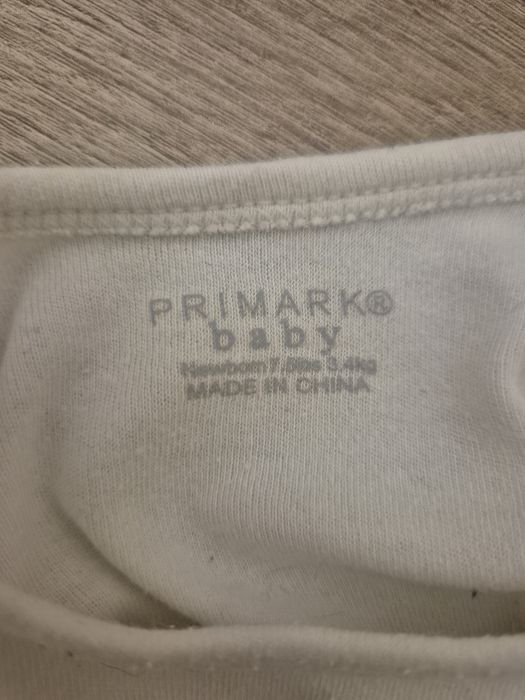 PRIMARK®
baby
Newborn 7.5lbs 3.4kg
MADE IN CHINA